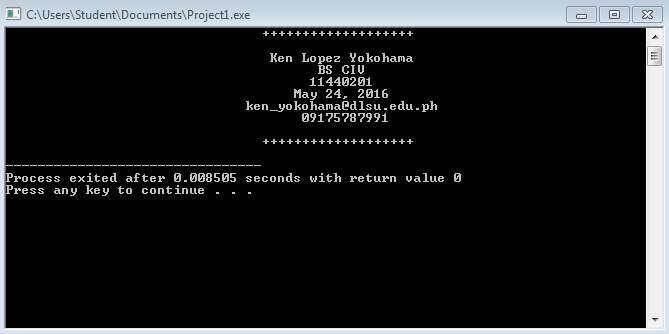 C:\Users\Student\Documents\Project1.exe
+++++++++++++++++++
Ken Lopez Yokohama
BS CIV
11440201
May 24, 2016
ken_yokohama@dlsu.edu.ph
09175787991
+++++++++++++++++++
--------------------------------
Process exited after 0.008505 seconds with return value 0
Press any key to continue . . .